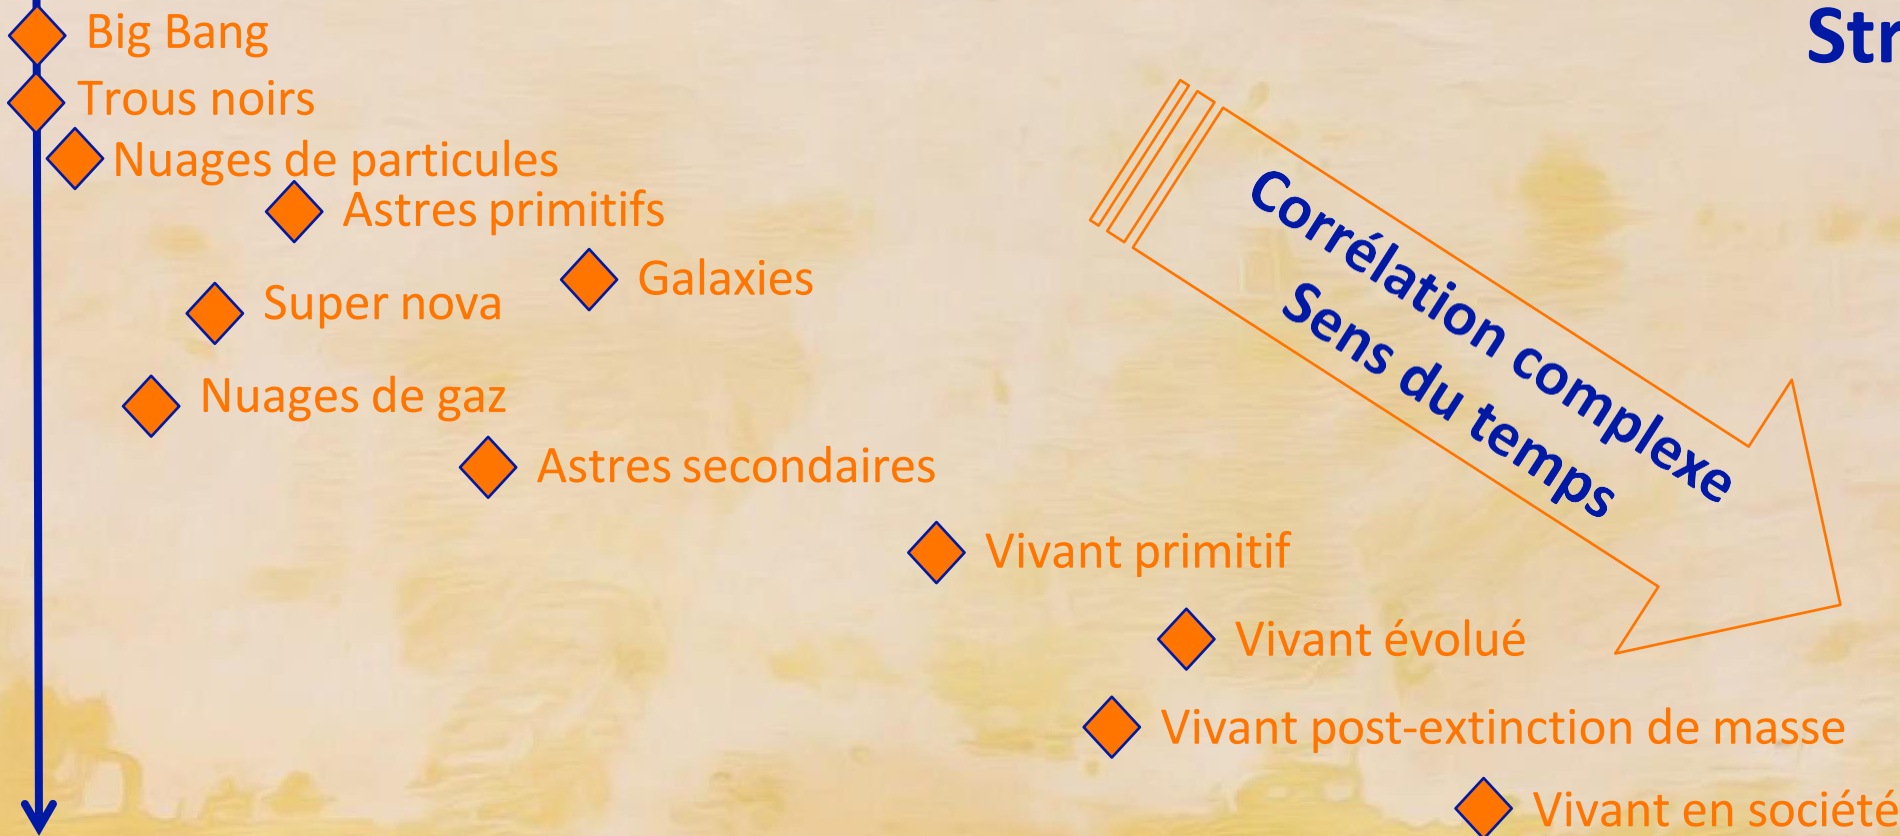 Big Bang
Str
Trous noirs
Nuages de particules
Astres primitifs
Galaxies
Super nova
Nuages de gaz
Astres secondaires
Corrélation complexe
Sens du temps
Vivant primitif
Vivant évolué
Vivant post-extinction de masse
Vivant en société